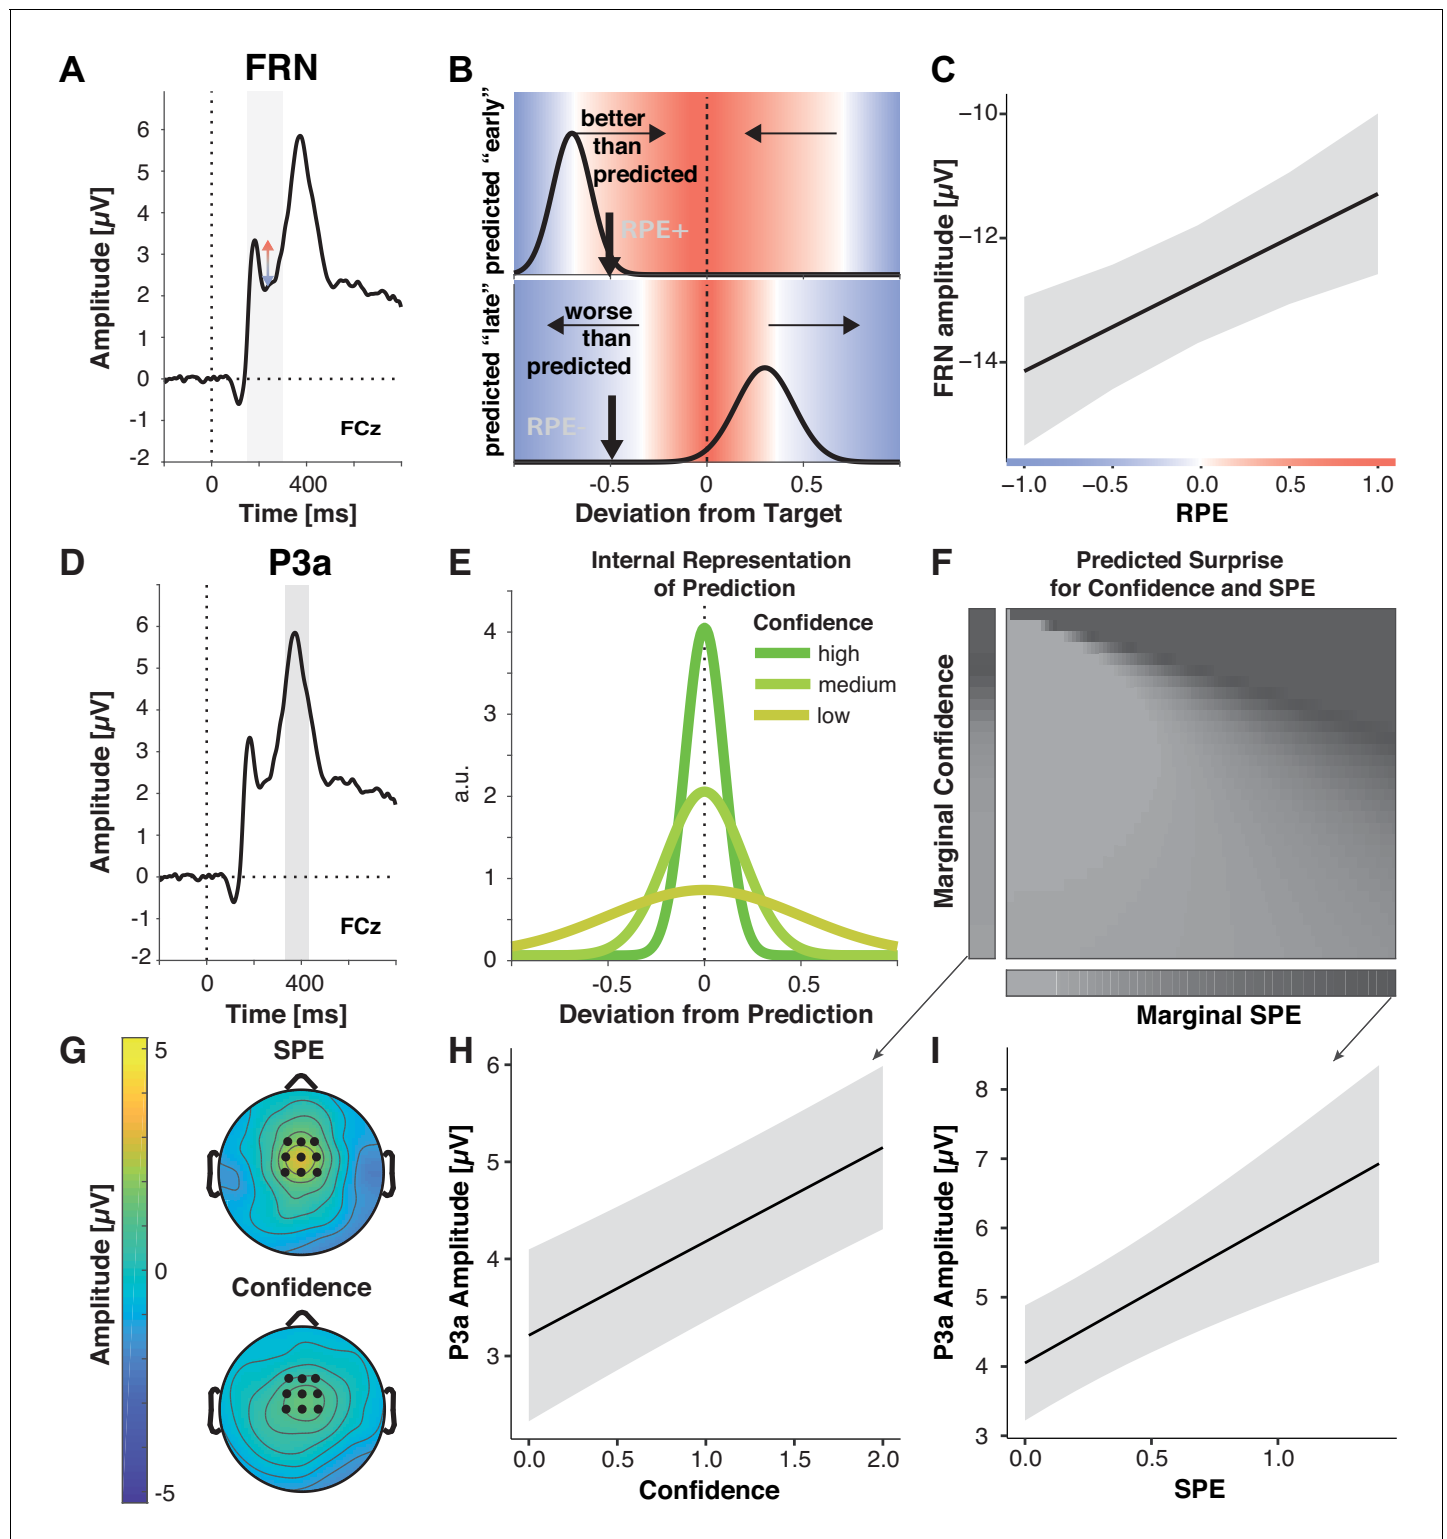 A
FRN
Amplitude [µV]
6
5
4
3
2
1
0
-1
-2
FCz
0
400
Time [ms]
B
predicted “early”
better
than
predicted
RPE+
predicted “late”
worse
than
predicted
RPE-
-0.5
0
0.5
Deviation from Target
C
FRN amplitude [µV]
−10
−12
−14
−1.0
−0.5
0.0
0.5
1.0
RPE
D
P3a
Amplitude [µV]
6
5
4
3
2
1
0
-1
-2
FCz
0
400
Time [ms]
E
Internal Representation
of Prediction
Confidence
high
medium
low
a.u.
4
3
2
1
0
-0.5
0
0.5
Deviation from Prediction
F
Predicted Surprise
for Confidence and SPE
Marginal Confidence
Marginal SPE
G
SPE
Amplitude [µV]
5
0
-5
Confidence
H
P3a Amplitude [µV]
6
5
4
3
0.0
0.5
1.0
1.5
2.0
Confidence
I
P3a Amplitude [µV]
8
7
6
5
4
3
0.0
0.5
1.0
SPE